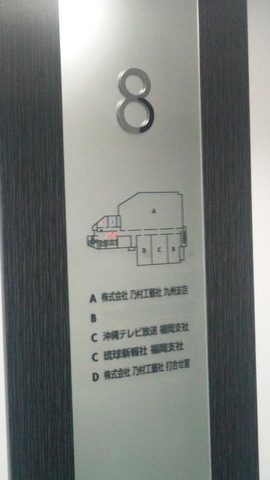 8
A
D C B
A 株式会社 乃村工藝社 九州支店
B
C 沖縄テレビ放送 福岡支社
C 琉球新報社 福岡支社
D 株式会社 乃村工藝社 打合せ室